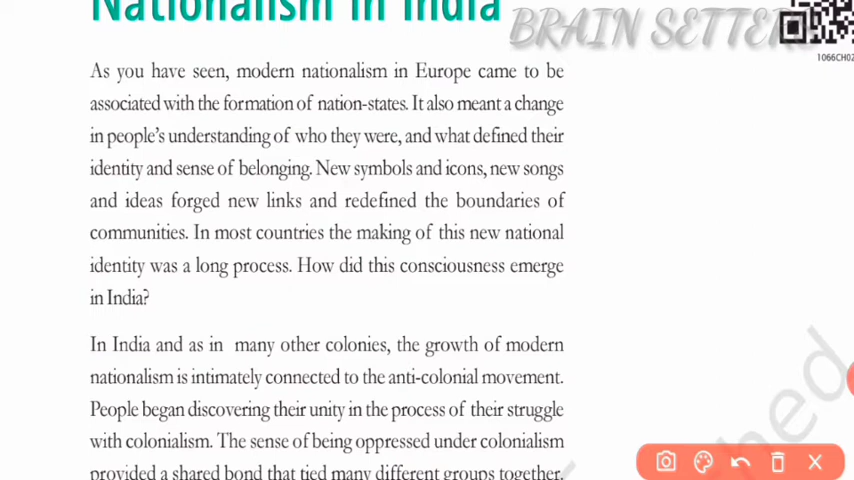 Nationalism in India
BRAIN SETTER
1066CH02
As you have seen, modern nationalism in Europe came to be
associated with the formation of nation-states. It also meant a change
in people's understanding of who they were, and what defined their
identity and sense of belonging. New symbols and icons, new songs
and ideas forged new links and redefined the boundaries of
communities. In most countries the making of this new national
identity was a long process. How did this consciousness emerge
in India?
In India and as in many other colonies, the growth of modern
nationalism is intimately connected to the anti-colonial movement.
People began discovering their unity in the process of their struggle
with colonialism. The sense of being oppressed under colonialism
provided a shared bond that tied many different groups together.